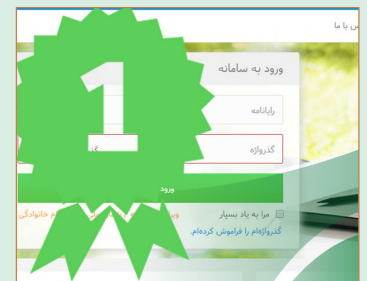 س با ما
ورود به سامانه
1
رایانامه
گذرواژه
ورود
مرا به یاد بسپار
م خانوادگی
گذرواژه‌ام را فراموش کرده‌ام.